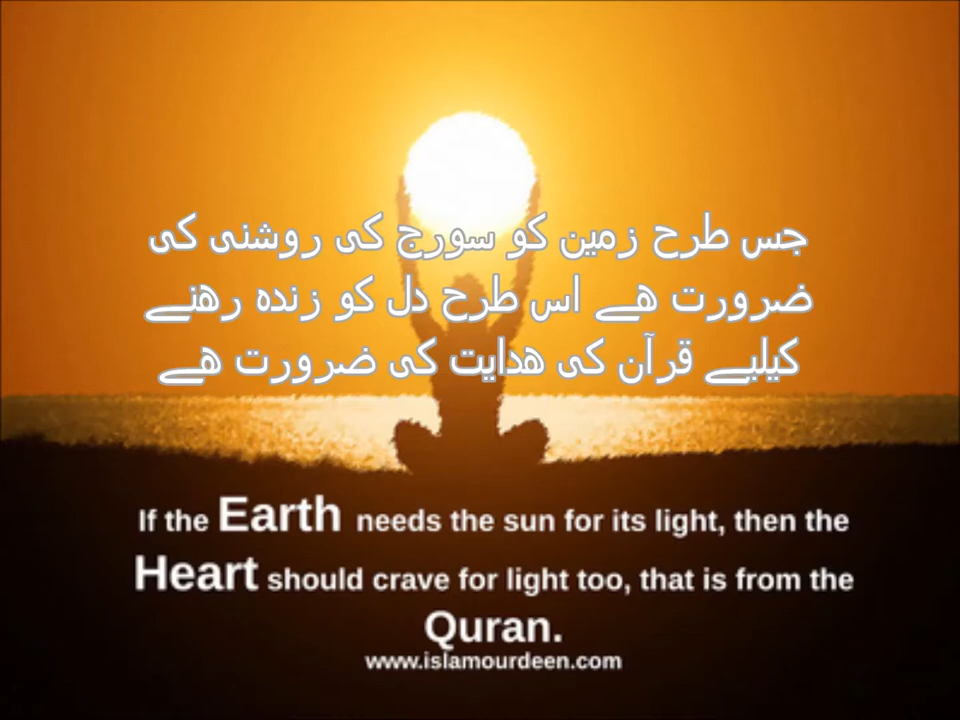 جس طرح زمین کو سورج کی روشنی کی
ضرورت ھے اس طرح دل کو زندہ رھنے
کیلیے قرآن کی ھدایت کی ضرورت ھے
If the Earth needs the sun for its light, then the
Heart should crave for light too, that is from the
Quran.
www.islamourdeen.com